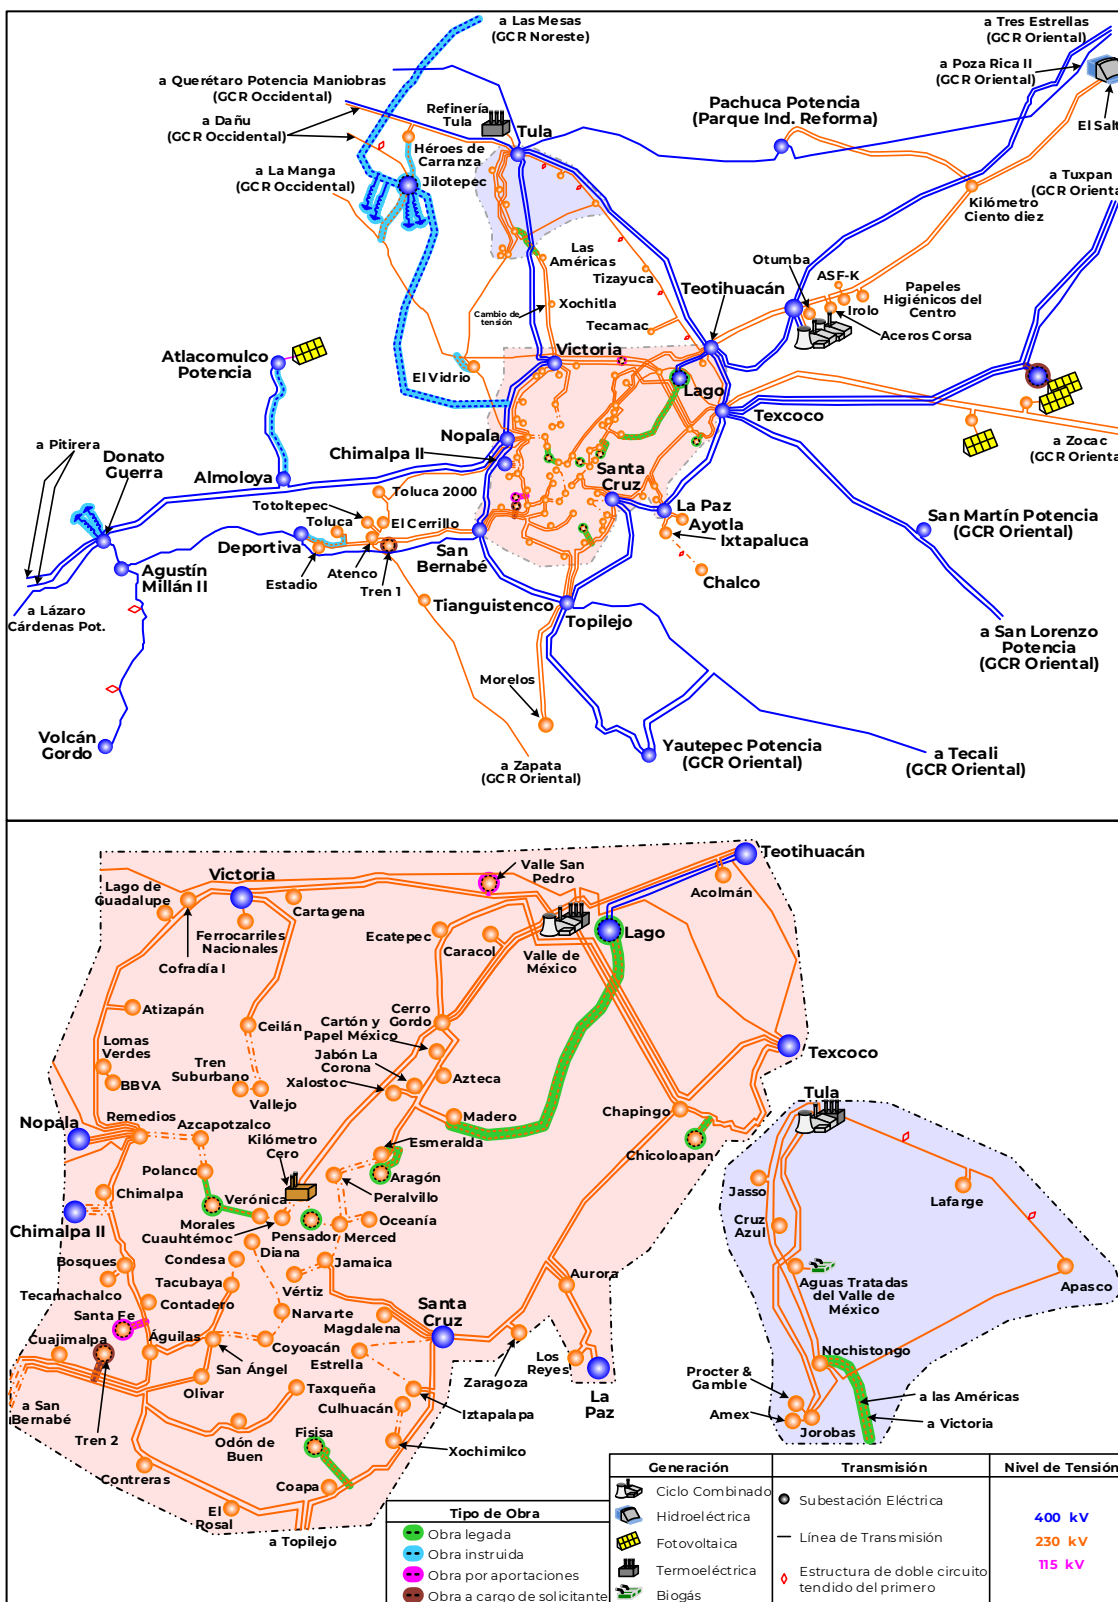 a Las Mesas
(GCR Noreste)
a Tres Estrellas
(GCR Oriental)
a Poza Rica II
(GCR Oriental)
a Querétaro Potencia Maniobras
(GCR Occidental)
Refinería
Tula
Tula
Pachuca Potencia
(Parque Ind. Reforma)
El Salt
a Dañu
(GCR Occidental)
Héroes de
Carranza
Jilotepec
a La Manga
(GCR Occidental)
a Tuxpan
(GCR Orienta
Kilómetro
Ciento diez
Las
Américas
Tizayuca
Otumba
ASF-K
Papeles
Higiénicos del
Centro
Teotihuacán
Irolo
Xochitla
Cambio de
tensión
Tecamac
Aceros Corsa
Atlacomulco
Potencia
Victoria
El Vidrio
Lago
Texcoco
a Pitirera
Donato
Guerra
Nopala
Chimalpa II
a Zocac
(GCR Orienta
Almoloya
Toluca 2000
Santa
Cruz
Totoltepec
Toluca
El Cerrillo
La Paz
San Martín Potencia
(GCR Oriental)
Ayotla
Ixtapaluca
Deportiva
San
Bernabé
Estadio
Atenco
Tren 1
Chalco
Agustín
Millán II
a Lázaro
Cárdenas Pot.
Tianguistenco
Topilejo
a San Lorenzo
Potencia
(GCR Oriental)
Morelos
Volcán
Gordo
Yautepec Potencia
(GCR Oriental)
a Tecali
(GCR Oriental)
a Zapata
(GCR Oriental)
Teotihuacán
Victoria
Valle San
Pedro
Acolmán
Lago de
Guadalupe
Cartagena
Ferrocarriles
Nacionales
Ecatepec
Lago
Caracol
Valle de
México
Cofradía I
Atizapán
Cerro
Gordo
Ceilán
Cartón y
Papel México
Texcoco
Lomas
Verdes
Tren
Suburbano
Jabón La
Corona
BBVA
Xalostoc
Azteca
Vallejo
Tula
Nopala
Remedios
Azcapotzalco
Madero
Chapingo
Kilómetro
Cero
Esmeralda
Chicoloapan
Polanco
Aragón
Chimalpa
Verónica
Peralvillo
Jasso
Lafarge
Chimalpa II
Morales
Cuauhtémoc
Pensador
Oceanía
Merced
Cruz
Azul
Diana
Condesa
Jamaica
Bosques
Tecamachalco
Tacubaya
Vértiz
Aurora
Aguas Tratadas
del Valle de
México
Apasco
Contadero
Santa Fe
Narvarte
Santa
Cruz
Magdalena
Cuajimalpa
Águilas
Coyoacán
Estrella
Nochistongo
San Ángel
Los
Reyes
Zaragoza
Olivar
Taxqueña
Procter &
Gamble
a San
Bernabé
Culhuacán
Iztapalapa
La
Paz
a las Américas
Amex
a Victoria
Jorobas
Tren 2
Odón de
Buen
Fisisa
Xochimilco
Contreras
Coapa
El
Rosal
a Topilejo
Tipo de Obra
Obra legada
Obra instruida
Obra por aportaciones
Obra a cargo de solicitante
Generación
Ciclo Combinado
Hidroeléctrica
Fotovoltaica
Termoeléctrica
Biogás
Transmisión
Subestación Eléctrica
Línea de Transmisión
Estructura de doble circuito
tendido del primero
Nivel de Tensión
400 kV
230 kV
115 kV